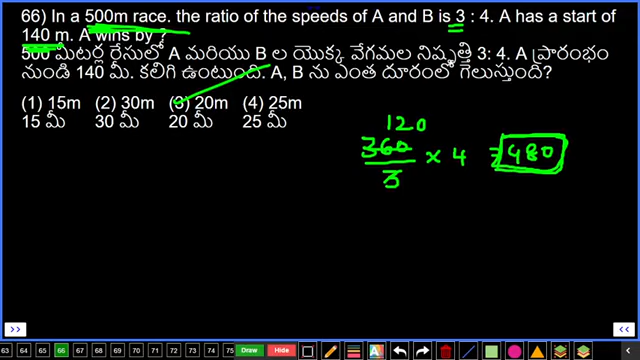 66) In a 500m race. the ratio of the speeds of A and B is 3 : 4. A has a start of
140 m. A wins by ?
500 మీటర్ల రేసులో A మరియు B ల యొక్క వేగమల నిష్పత్తి 3: 4. A ప్రారంభం
నుండి 140 మీ. కలిగి ఉంటుంది. A, B ను ఎంత దూరంలో గెలుస్తుంది?
(1) 15m (2) 30m (3) 20m (4) 25m
15 మీ 30 మీ 20 మీ 25 మీ
120
360
3
× 4 = 480
>> <<
63 64 65 66 67 68 69 70 71 72 73 74 75 Draw Hide